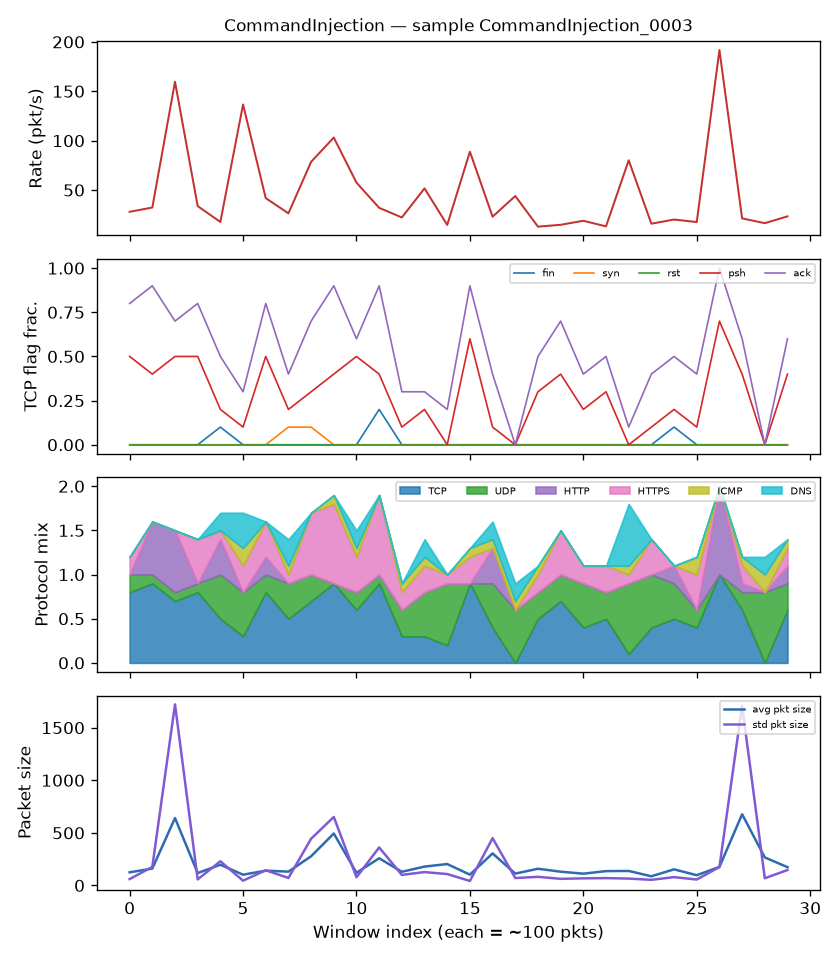 CommandInjection — sample CommandInjection_0003
200
150
100
50
Rate (pkt/s)
1.00
0.75
0.50
0.25
0.00
TCP flag frac.
fin syn rst psh ack
2.0
1.5
1.0
0.5
0.0
Protocol mix
TCP UDP HTTP HTTPS ICMP DNS
1500
1000
500
0
Packet size
avg pkt size
std pkt size
0 5 10 15 20 25 30
Window index (each = ~100 pkts)